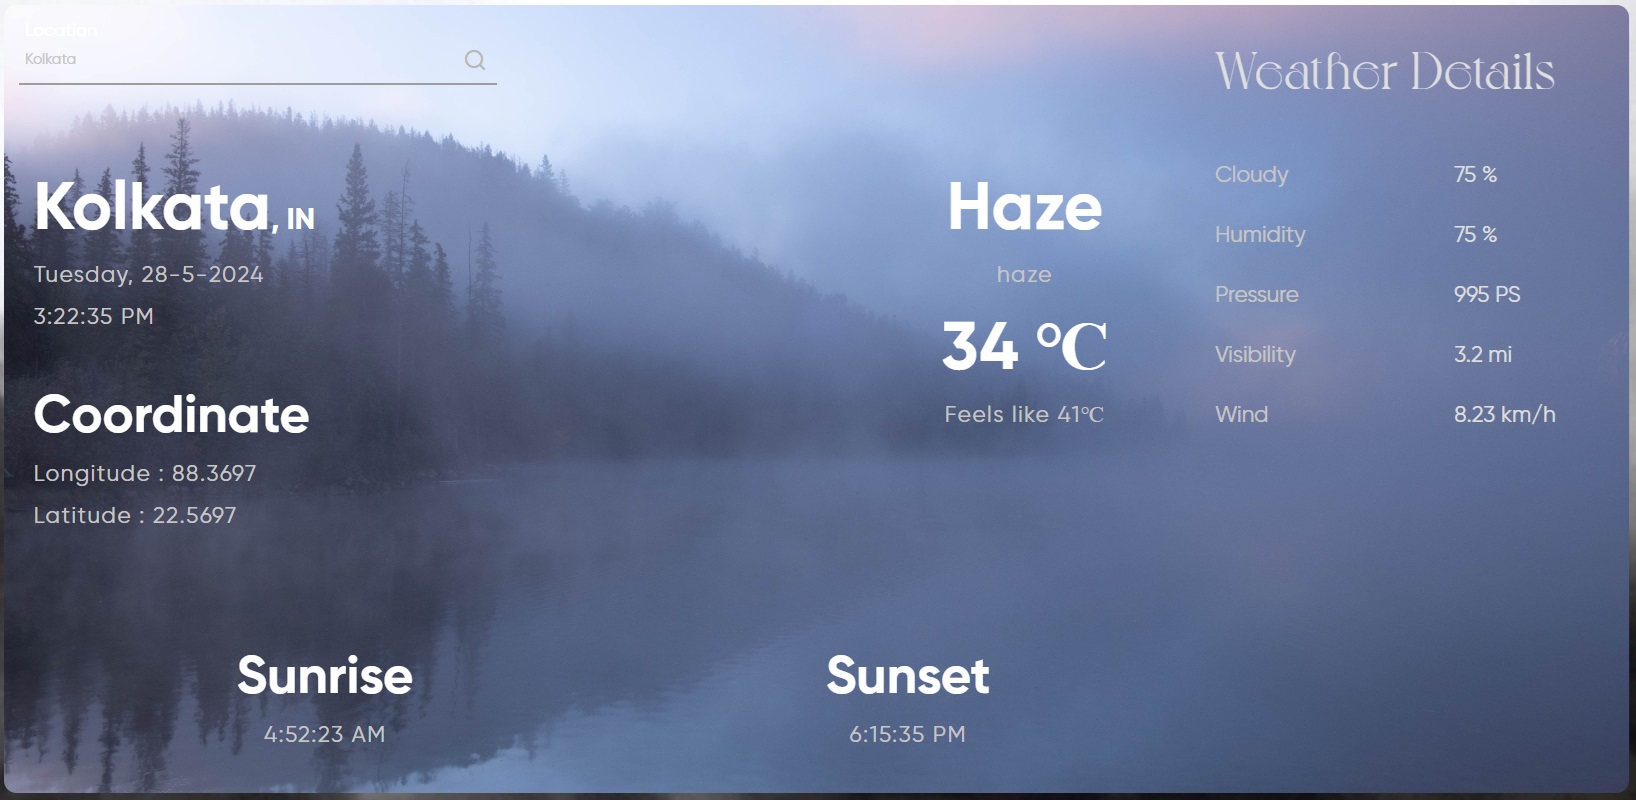 Location
Kolkata
Kolkata, IN
Tuesday, 28-5-2024
3:22:35 PM
Coordinate
Longitude : 88.3697
Latitude : 22.5697
Haze
haze
34 °C
Feels like 41°C
Weather Details
Cloudy 75 %
Humidity 75 %
Pressure 995 PS
Visibility 3.2 mi
Wind 8.23 km/h
Sunrise
4:52:23 AM
Sunset
6:15:35 PM